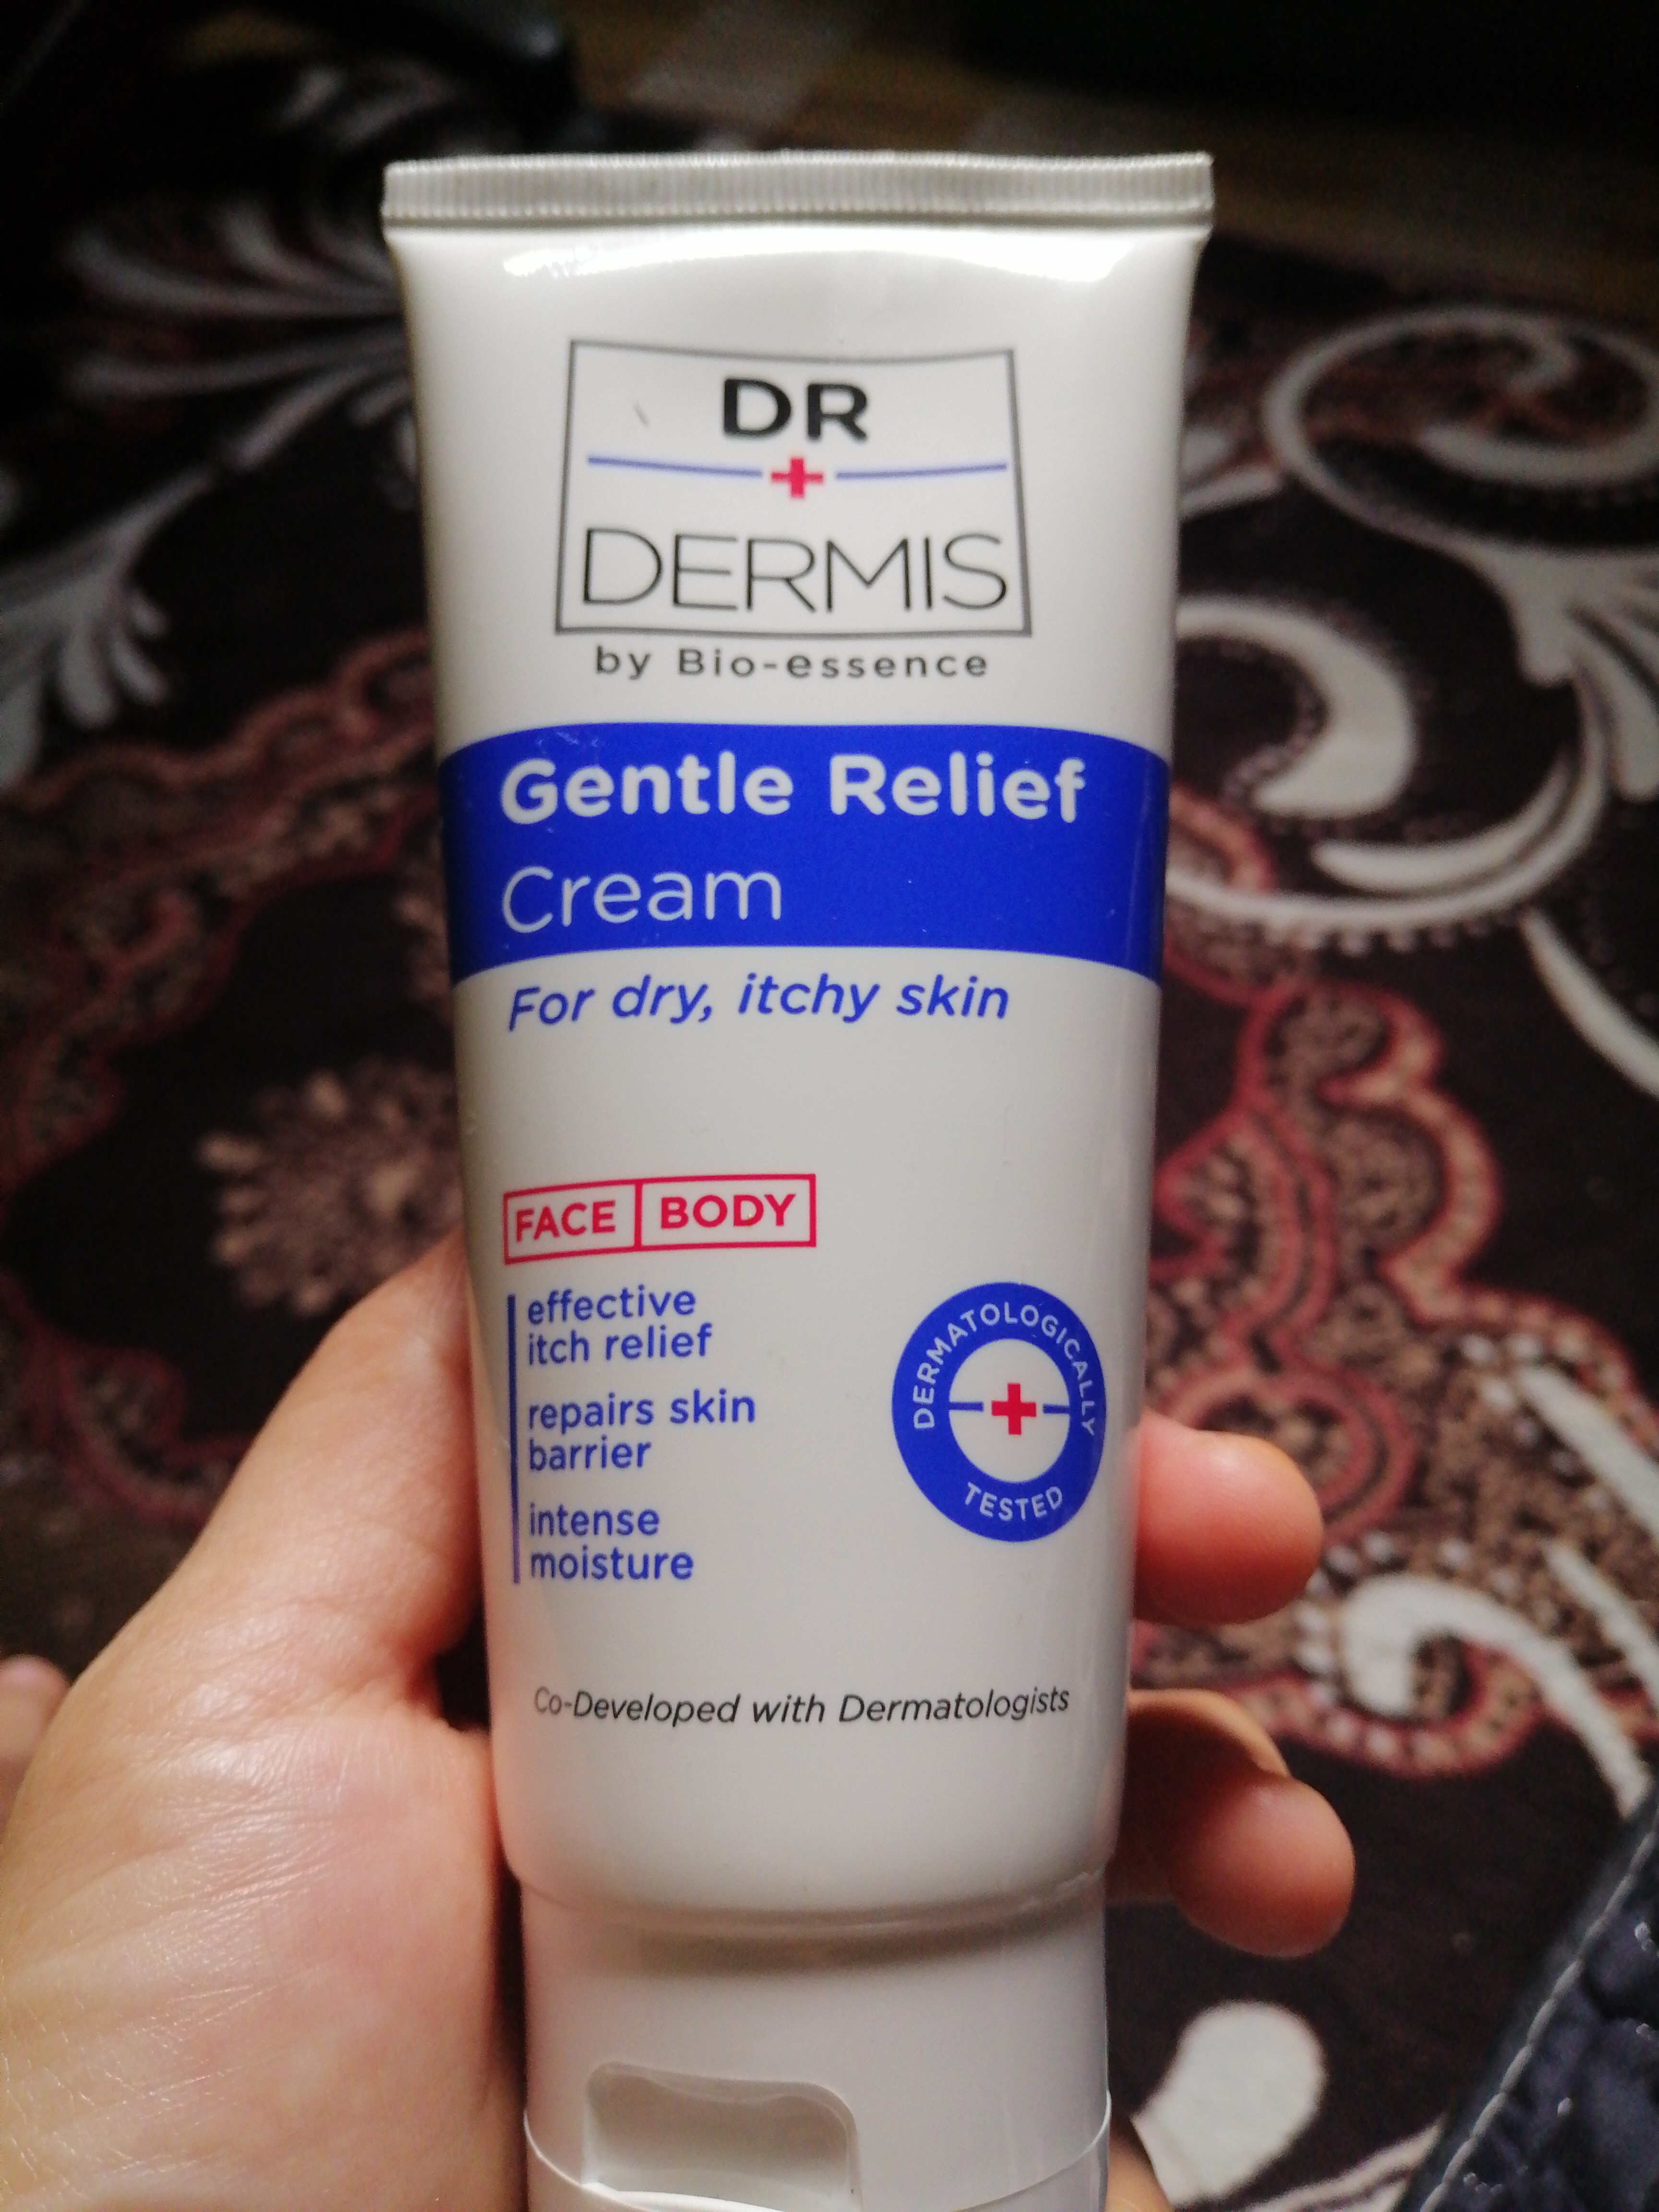 DR
DERMIS
by Bio-essence
Gentle Relief
Cream
For dry, itchy skin
FACE BODY
effective
itch relief
repairs skin
barrier
intense
moisture
DERMATOLOGICALLY
TESTED
Co-Developed with Dermatologists